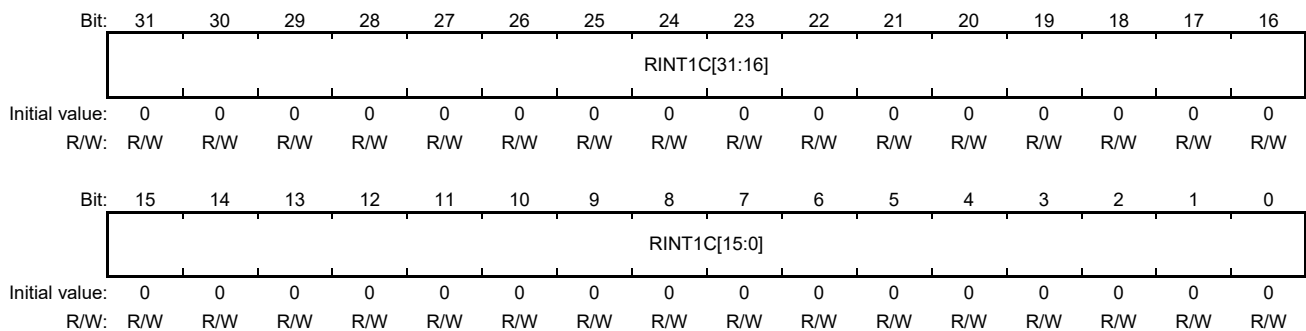 Bit: 31 30 29 28 27 26 25 24 23 22 21 20 19 18 17 16
RINT1C[31:16]
Initial value: 0 0 0 0 0 0 0 0 0 0 0 0 0 0 0 0
R/W: R/W R/W R/W R/W R/W R/W R/W R/W R/W R/W R/W R/W R/W R/W R/W R/W
Bit: 15 14 13 12 11 10 9 8 7 6 5 4 3 2 1 0
RINT1C[15:0]
Initial value: 0 0 0 0 0 0 0 0 0 0 0 0 0 0 0 0
R/W: R/W R/W R/W R/W R/W R/W R/W R/W R/W R/W R/W R/W R/W R/W R/W R/W